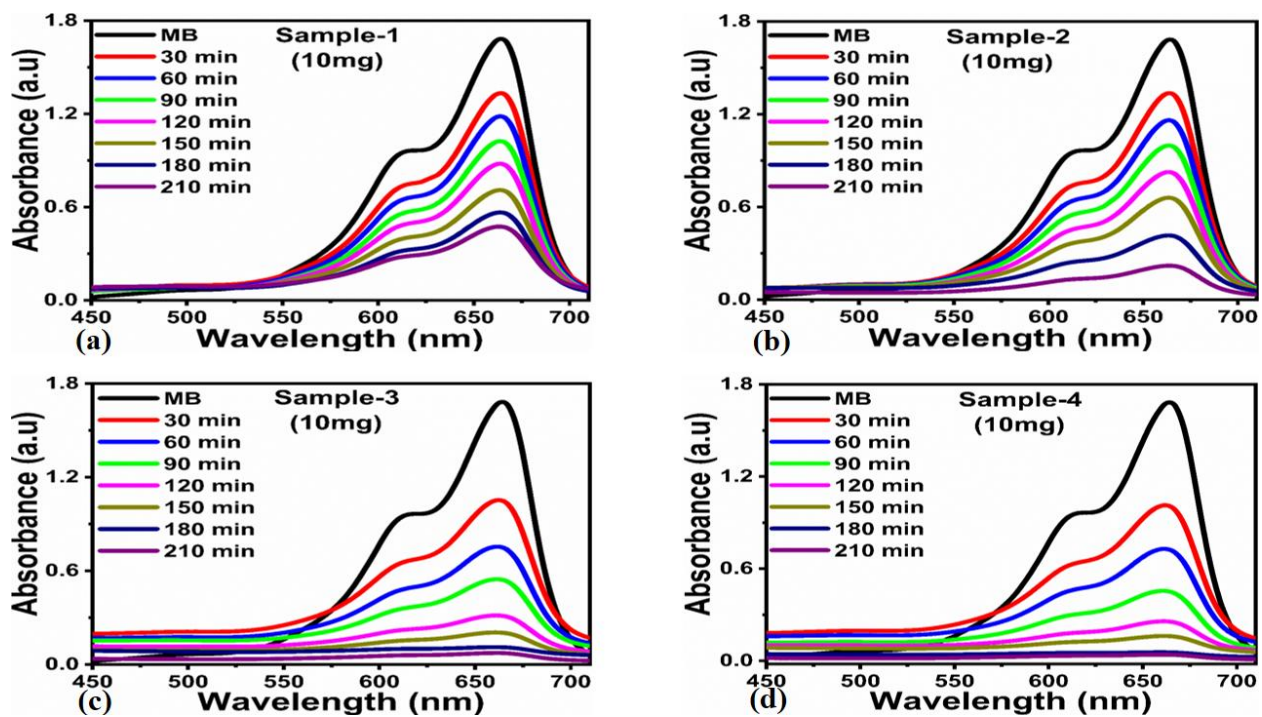 1.8
1.2
0.6
0.0
Absorbance (a.u)
MB
30 min
60 min
90 min
120 min
150 min
180 min
210 min
Sample-1
(10mg)
450 500 550 600 650 700
Wavelength (nm)
(a)
1.8
1.2
0.6
0.0
Absorbance (a.u)
MB
30 min
60 min
90 min
120 min
150 min
180 min
210 min
Sample-2
(10mg)
450 500 550 600 650 700
Wavelength (nm)
(b)
1.8
1.2
0.6
0.0
Absorbance (a.u)
MB
30 min
60 min
90 min
120 min
150 min
180 min
210 min
Sample-3
(10mg)
450 500 550 600 650 700
Wavelength (nm)
(c)
1.8
1.2
0.6
0.0
Absorbance (a.u)
MB
30 min
60 min
90 min
120 min
150 min
180 min
210 min
Sample-4
(10mg)
450 500 550 600 650 700
Wavelength (nm)
(d)